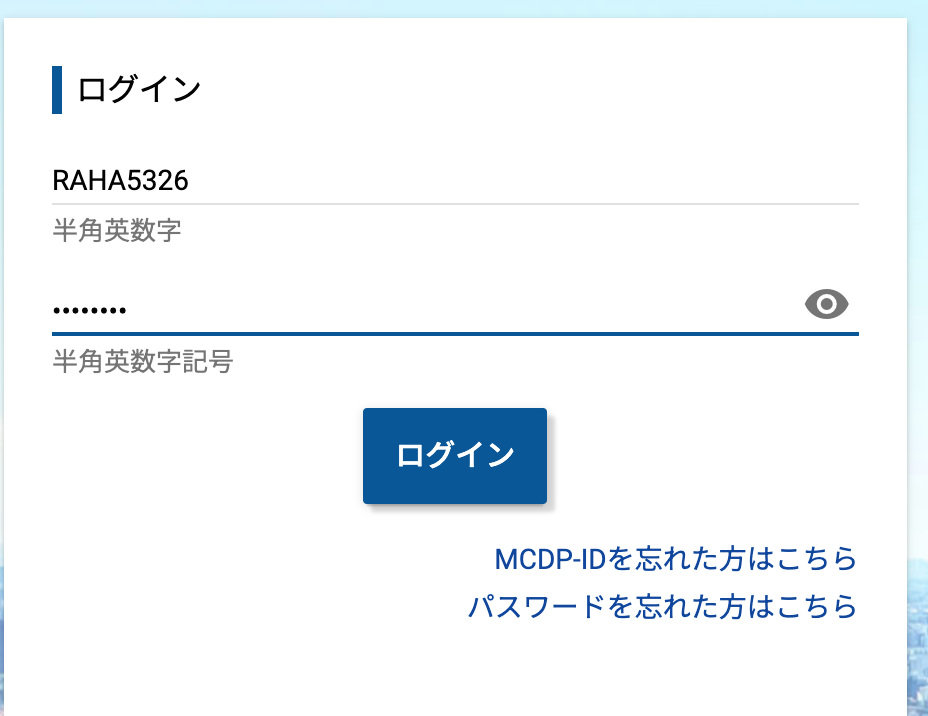 ログイン
RAHA5326
半角英数字
••••••••
半角英数字記号
ログイン
MCDP-IDを忘れた方はこちら
パスワードを忘れた方はこちら